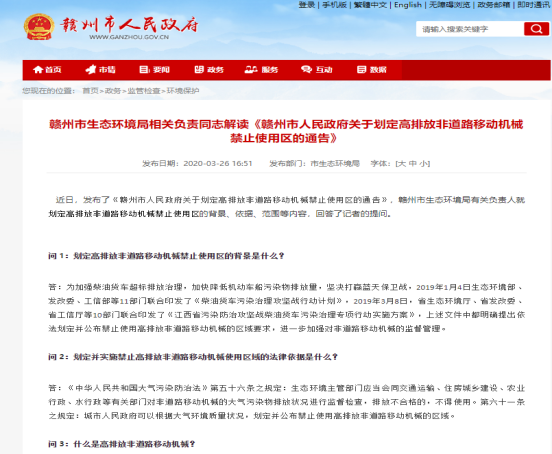 登录 | 手机版 | 繁體中文 | English | 无障碍浏览 | 政务邮箱 | 即时通讯
赣州市人民政府
WWW.GANZHOU.GOV.CN
请输入搜索关键字
首页 市情 要闻 政务 服务 互动 数据
您现在的位置： 首页>政务>监管检查>环境保护
赣州市生态环境局相关负责同志解读《赣州市人民政府关于划定高排放非道路移动机械
禁止使用区的通告》
发布日期：2020-03-26 16:51 发布部门：市生态环境局 字体：[大 中 小]
近日，发布了《赣州市人民政府关于划定高排放非道路移动机械禁止使用区的通告》，赣州市生态环境局有关负责人就
划定高排放非道路移动机械禁止使用区的背景、依据、范围等内容，回答了记者的提问。
问 1：划定高排放非道路移动机械禁止使用区的背景是什么？
答：为加强柴油货车超标排放治理，加快降低机动车船污染物排放量，坚决打赢蓝天保卫战，2019年1月4日生态环境部、
发改委、工信部等11部门联合印发了《柴油货车污染治理攻坚战行动计划》，2019年3月8日，省生态环境厅、省发改委、
省工信厅等10部门联合印发了《江西省污染防治攻坚战柴油货车污染治理专项行动实施方案》，上述文件中都明确提出依
法划定并公布禁止使用高排放非道路移动机械的区域要求，进一步加强对非道路移动机械的监督管理。
问 2：划定并实施禁止高排放非道路移动机械使用区域的法律依据是什么？
答：《中华人民共和国大气污染防治法》第五十六条之规定：生态环境主管部门应当会同交通运输、住房城乡建设、农业
行政、水行政等有关部门对非道路移动机械的大气污染物排放状况进行监督检查，排放不合格的，不得使用。第六十一条
之规定：城市人民政府可以根据大气环境质量状况，划定并公布禁止使用高排放非道路移动机械的区域。
问 3：什么是高排放非道路移动机械？